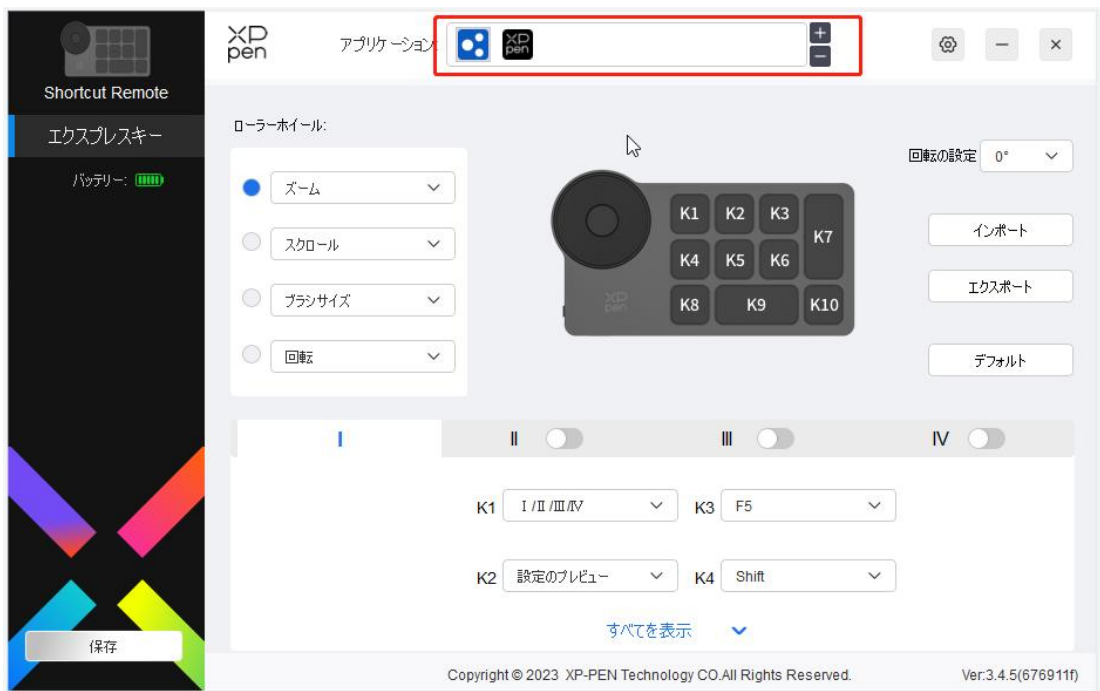 Shortcut Remote
エクスプレスキー
バッテリー:
保存
XP
pen
アプリケーション
XP
pen
+
−
ローラーホイール:
ズーム
スクロール
ブラシサイズ
回転
K1 K2 K3
K7
K4 K5 K6
XP
pen
K8 K9 K10
回転の設定 0°
インポート
エクスポート
デフォルト
I II III IV
K1 I/II/III/IV K3 F5
K2 設定のプレビュー K4 Shift
すべてを表示
Copyright © 2023 XP-PEN Technology CO.All Rights Reserved. Ver:3.4.5(676911f)